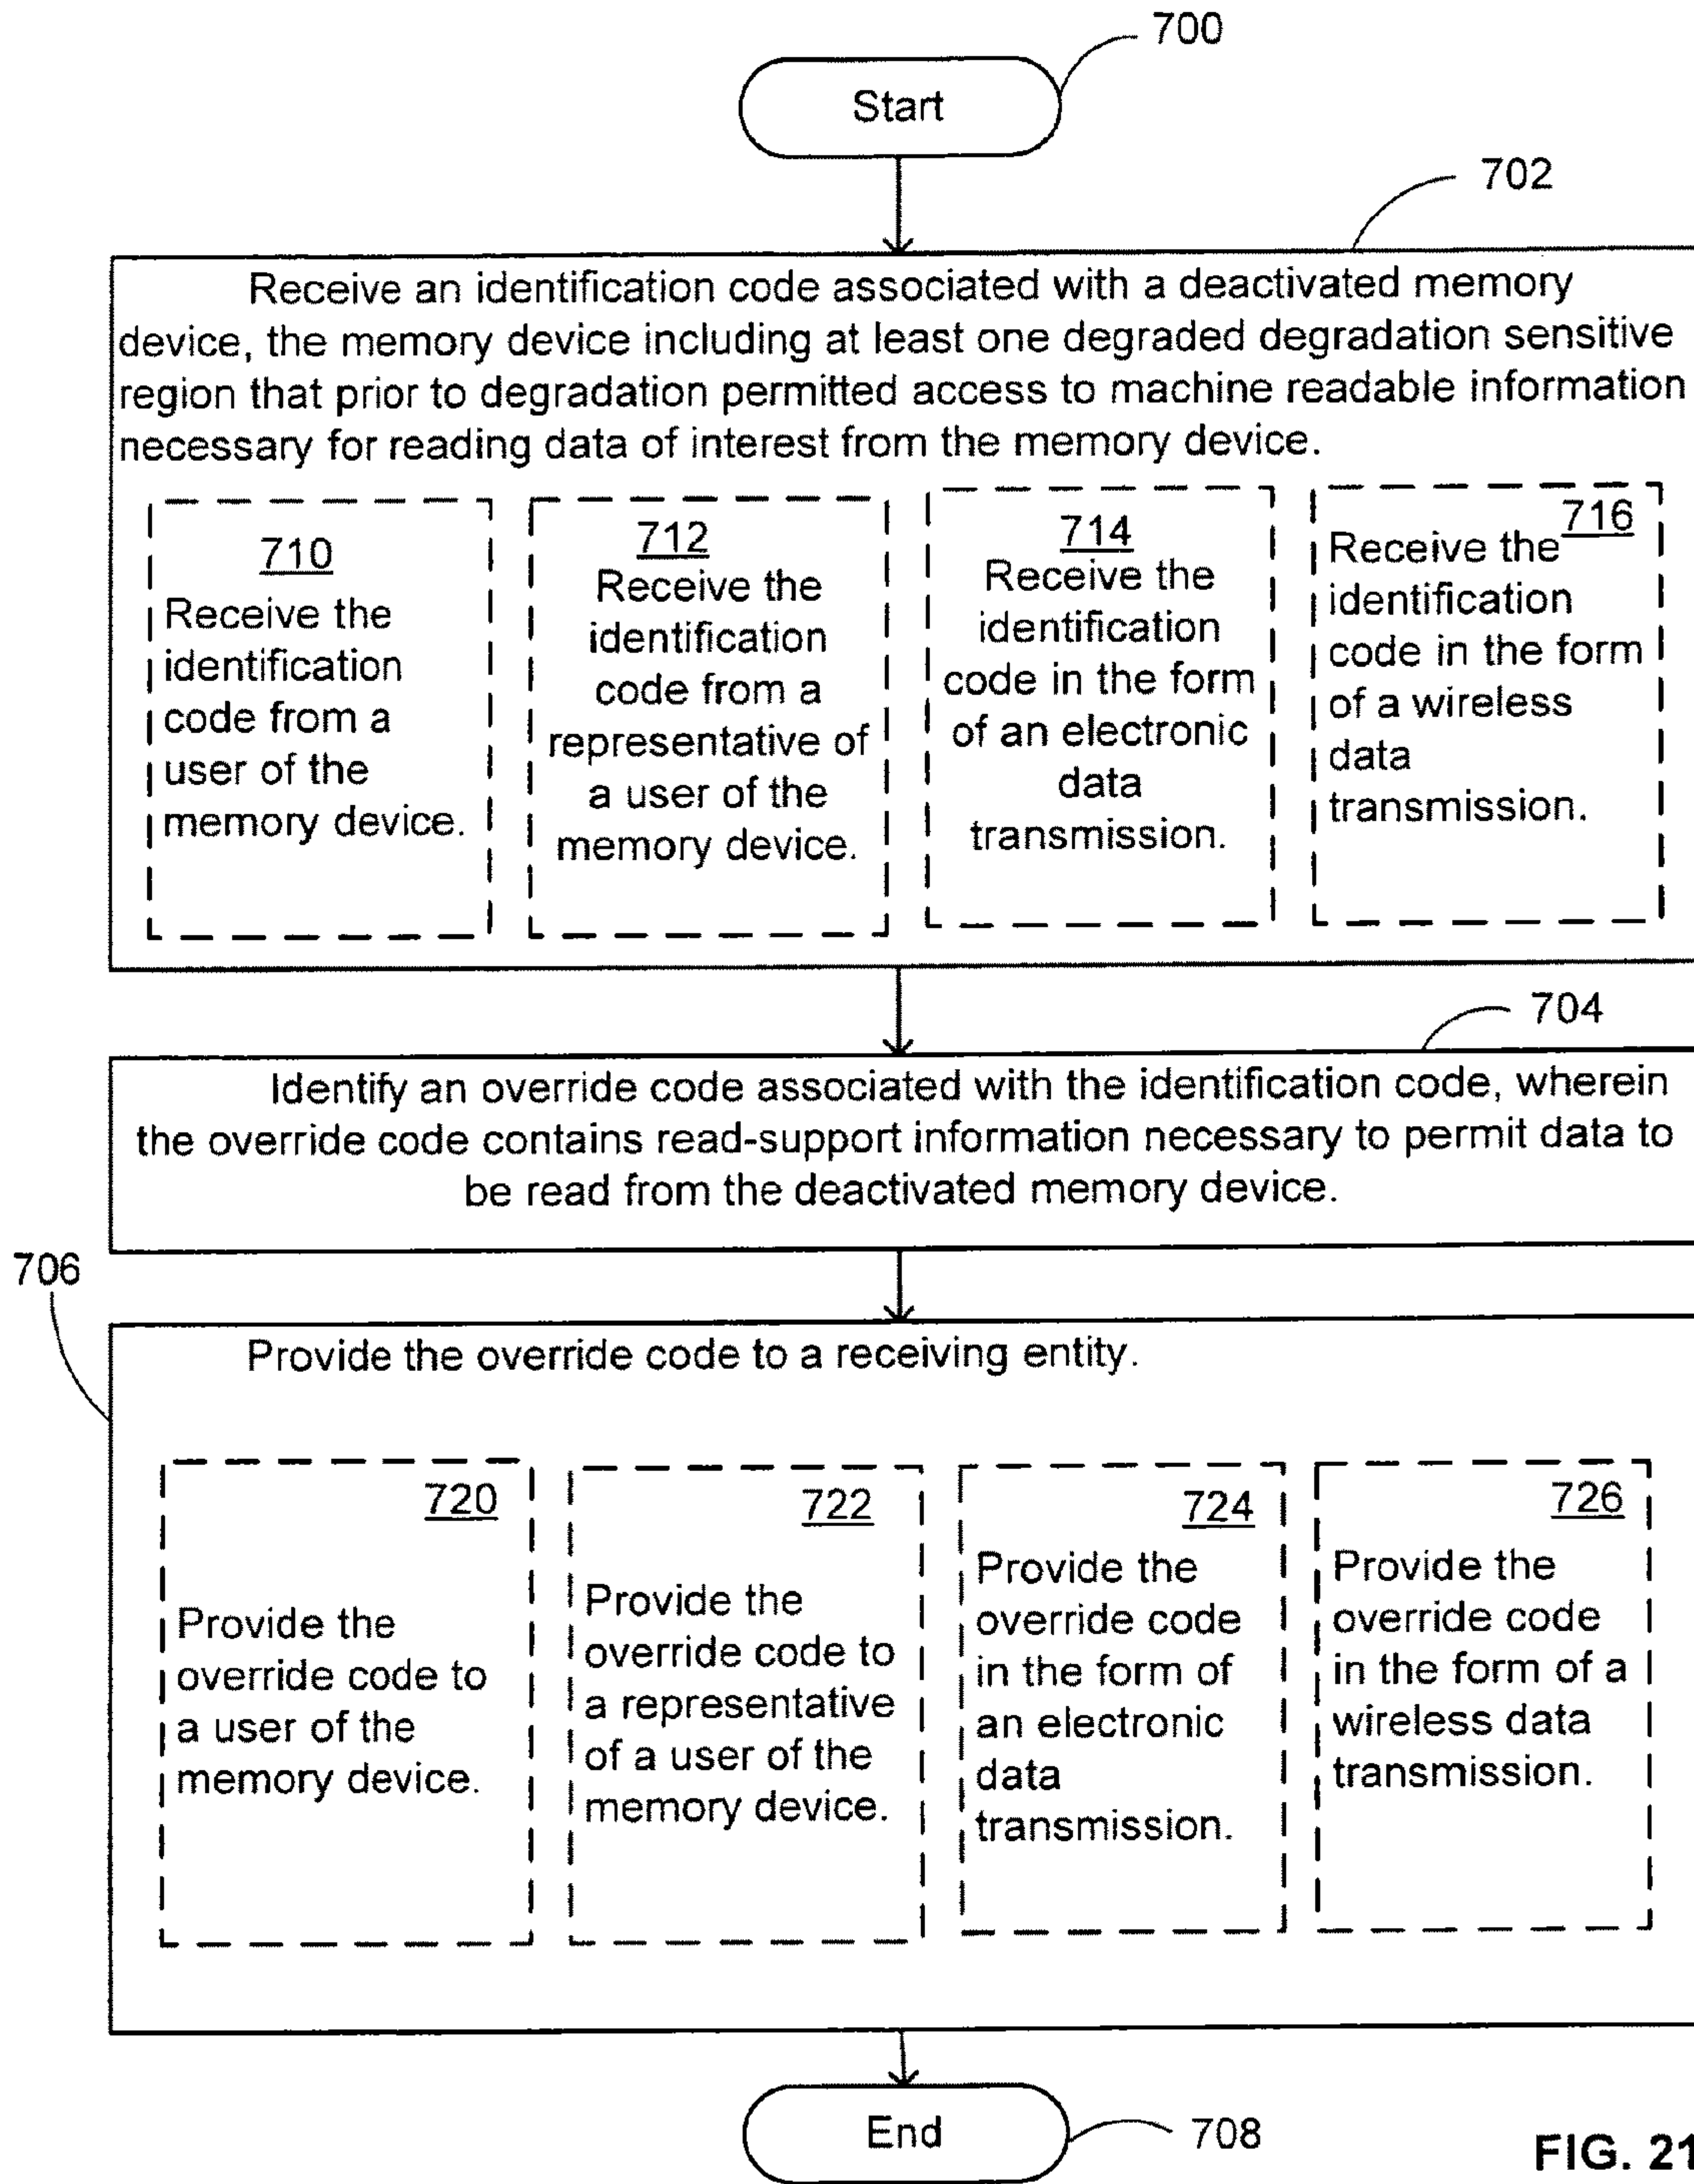 700
Start
702
Receive an identification code associated with a deactivated memory
device, the memory device including at least one degraded degradation sensitive
region that prior to degradation permitted access to machine readable information
necessary for reading data of interest from the memory device.
710
Receive the
identification
code from a
user of the
memory device.
712
Receive the
identification
code from a
representative of
a user of the
memory device.
714
Receive the
identification
code in the form
of an electronic
data
transmission.
716
Receive the
identification
code in the form
of a wireless
data
transmission.
704
Identify an override code associated with the identification code, wherein
the override code contains read-support information necessary to permit data to
be read from the deactivated memory device.
706
Provide the override code to a receiving entity.
720
Provide the
override code to
a user of the
memory device.
722
Provide the
override code to
a representative
of a user of the
memory device.
724
Provide the
override code
in the form of
an electronic
data
transmission.
726
Provide the
override code
in the form of a
wireless data
transmission.
End
708
FIG. 21